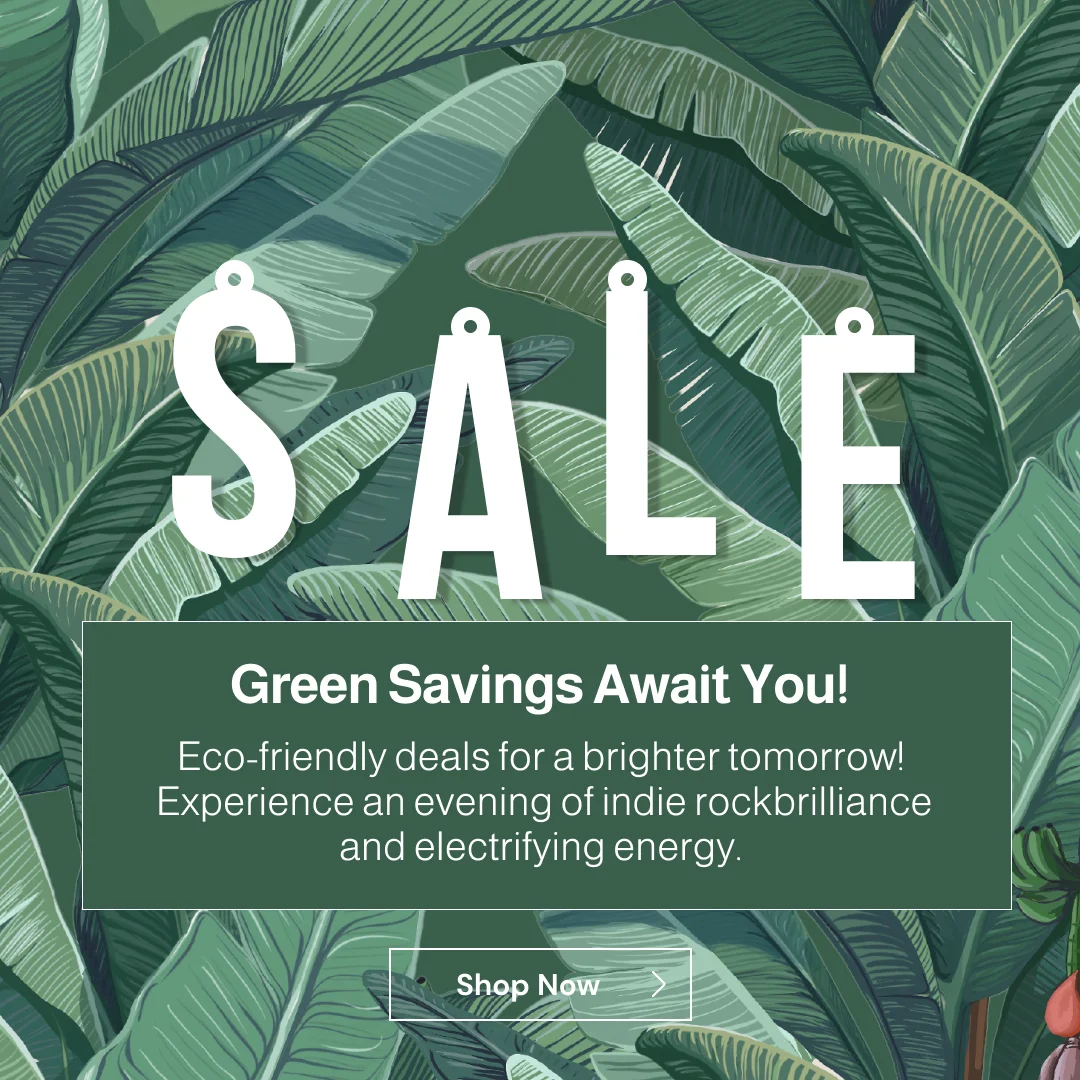 SALE
Green Savings Await You!
Eco-friendly deals for a brighter tomorrow!
Experience an evening of indie rockbrilliance
and electrifying energy.
Shop Now